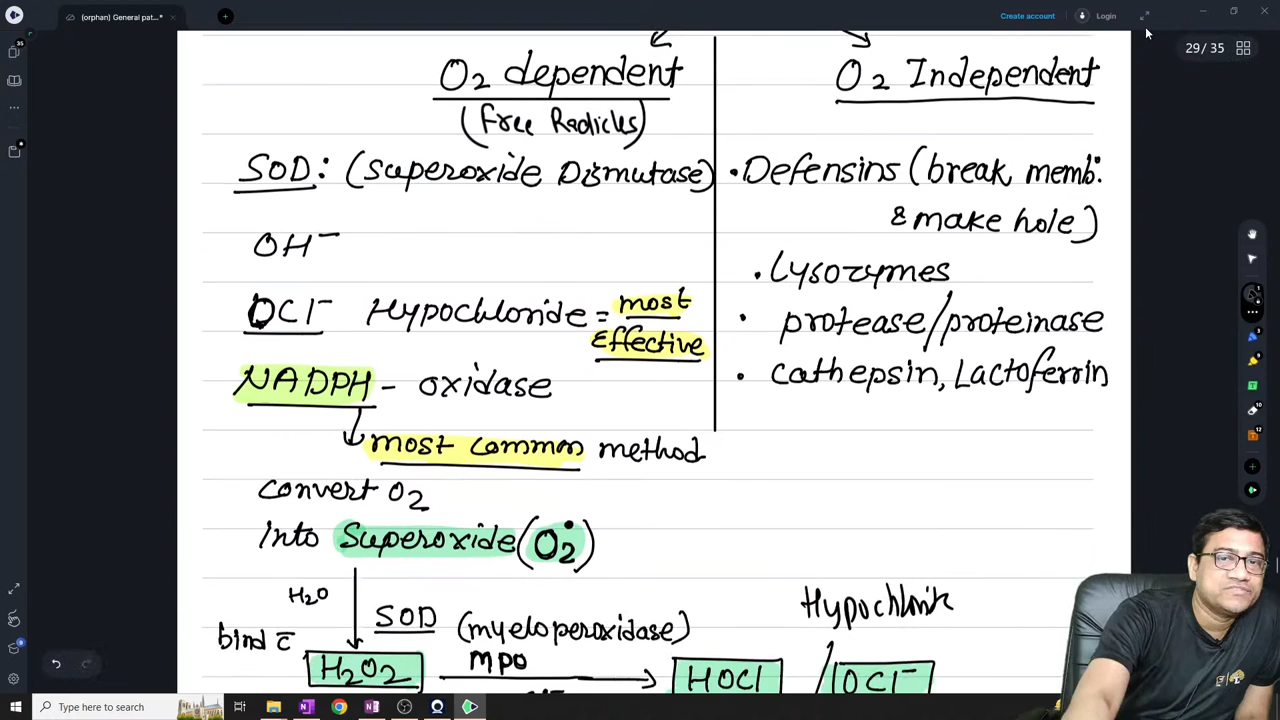 (orphan) General pat...*
Create account
Login
35
29 / 35
O2 dependent
(Free Radicles)
SOD: (Superoxide Dismutase)
OH–
OCl– Hypochloride = most
Effective
NADPH – oxidase
most common method
Convert O2
Into Superoxide (O2•)
H2O
SOD (myeloperoxidase)
bind c̄
H2O2
MPO
HOCl
Hypochlorite
OCl–
O2 Independent
• Defensins (break memb:
& make hole)
• Lysozymes
• protease/proteinase
• cathepsin, Lactoferrin
Type here to search